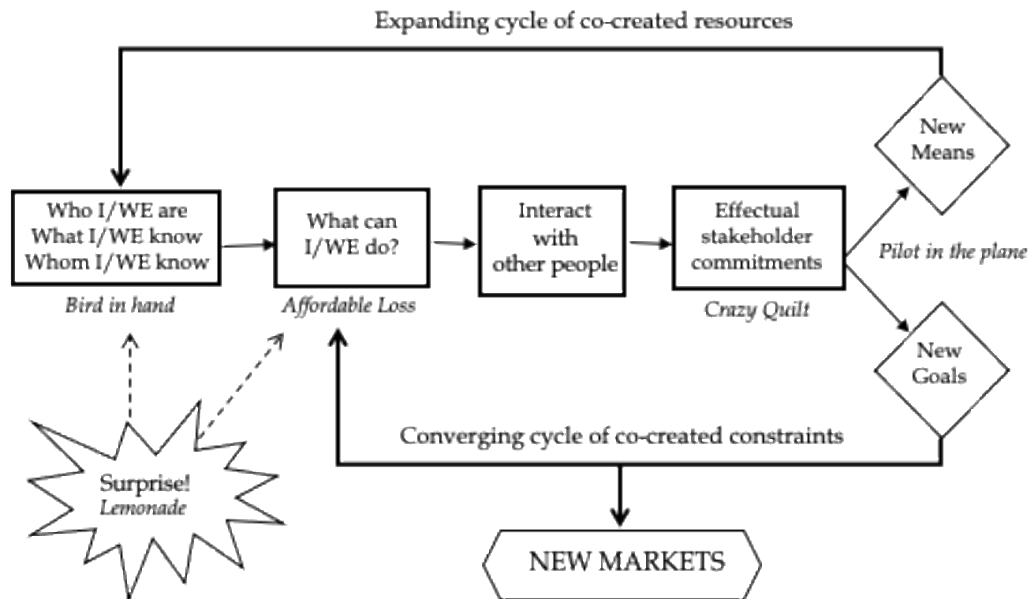 Expanding cycle of co-created resources
New
Means
Who I/WE are
What I/WE know
Whom I/WE know
What can
I/WE do?
Interact
with
other people
Effectual
stakeholder
commitments
Pilot in the plane
Bird in hand
Affordable Loss
Crazy Quilt
New
Goals
Converging cycle of co-created constraints
Surprise!
Lemonade
NEW MARKETS